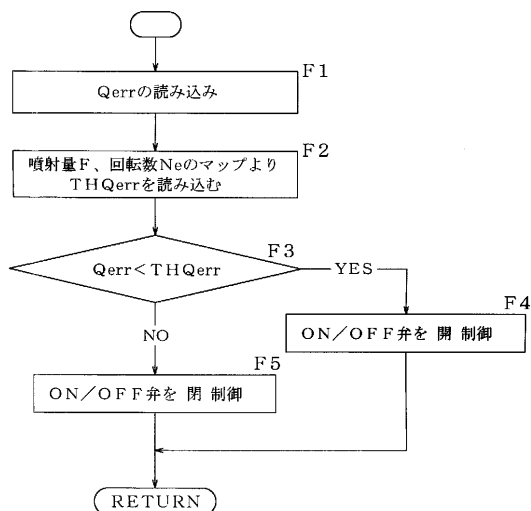 F1
Qerrの読み込み
F2
噴射量F、回転数Neのマップより
THQerrを読み込む
F3
Qerr<THQerr
YES
NO
F4
ON/OFF弁を 開 制御
F5
ON/OFF弁を 閉 制御
RETURN